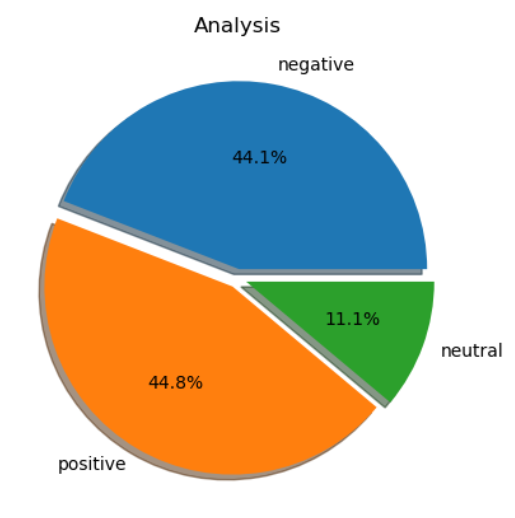 Analysis
negative
44.1%
11.1%
neutral
44.8%
positive